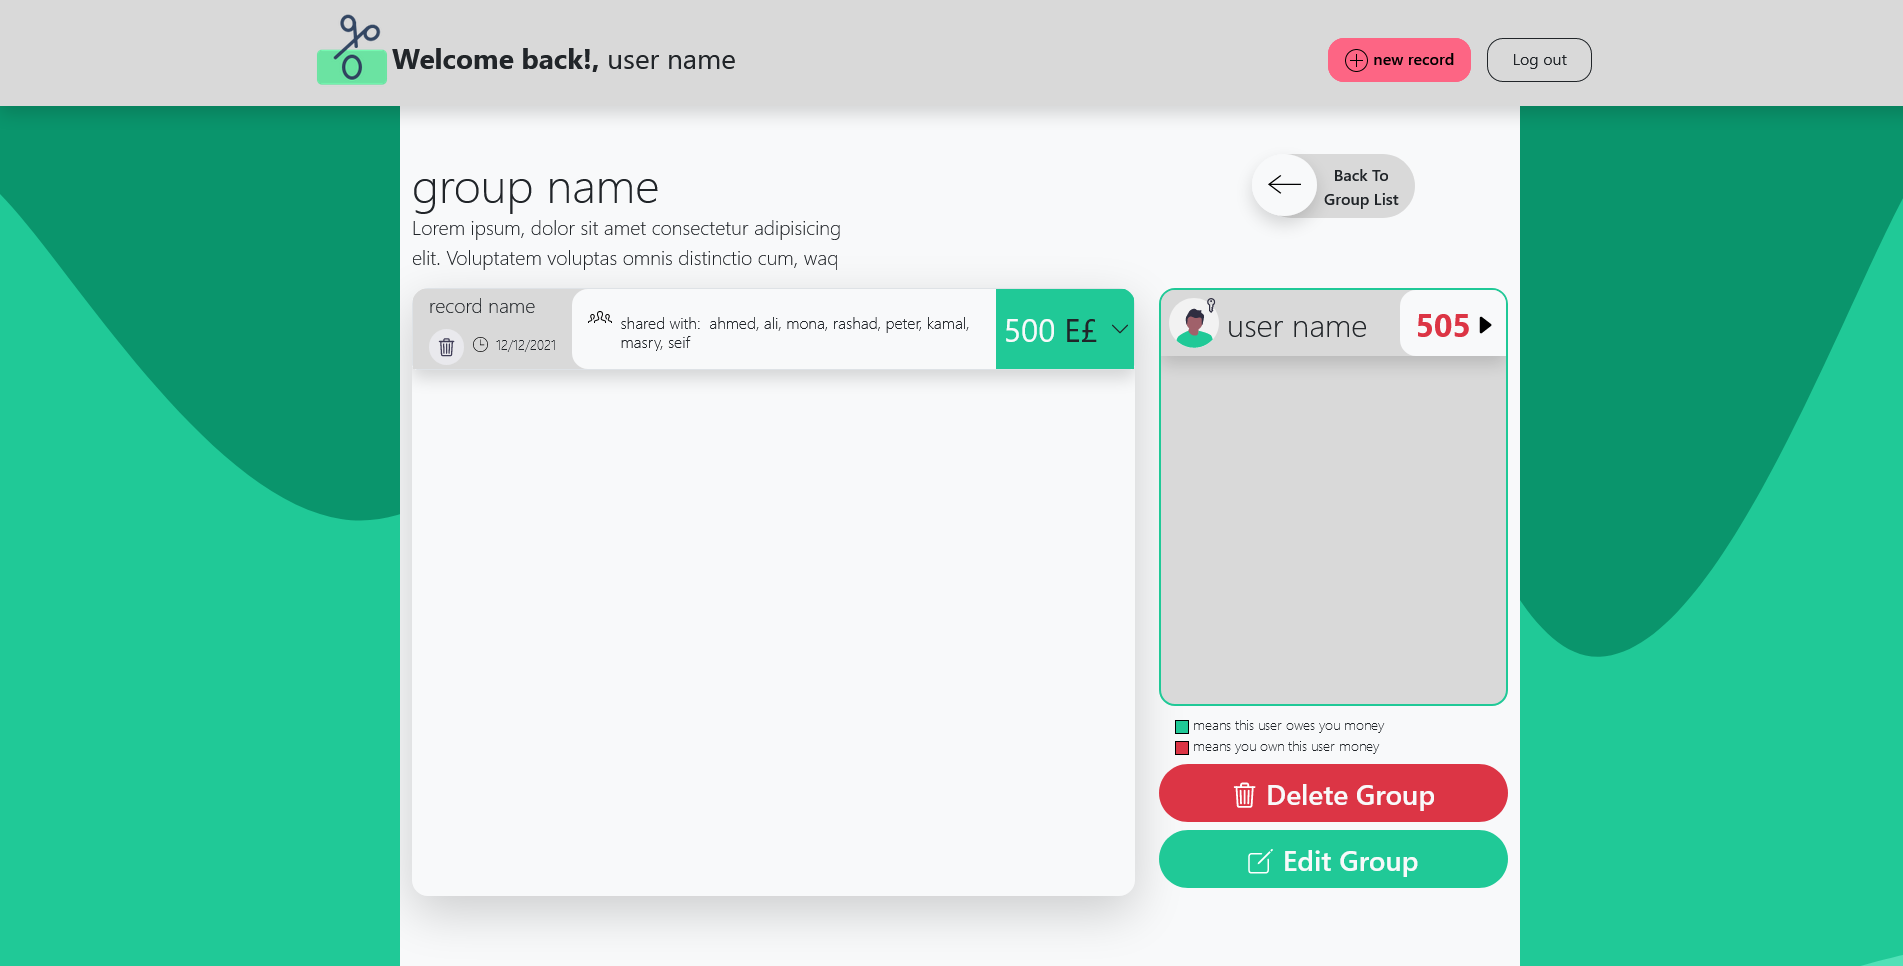 Welcome back!, user name
new record
Log out
group name
Back To
Group List
Lorem ipsum, dolor sit amet consectetur adipisicing
elit. Voluptatem voluptas omnis distinctio cum, waq
record name
12/12/2021
shared with: ahmed, ali, mona, rashad, peter, kamal,
masry, seif
500 E£
user name
505
means this user owes you money
means you own this user money
Delete Group
Edit Group